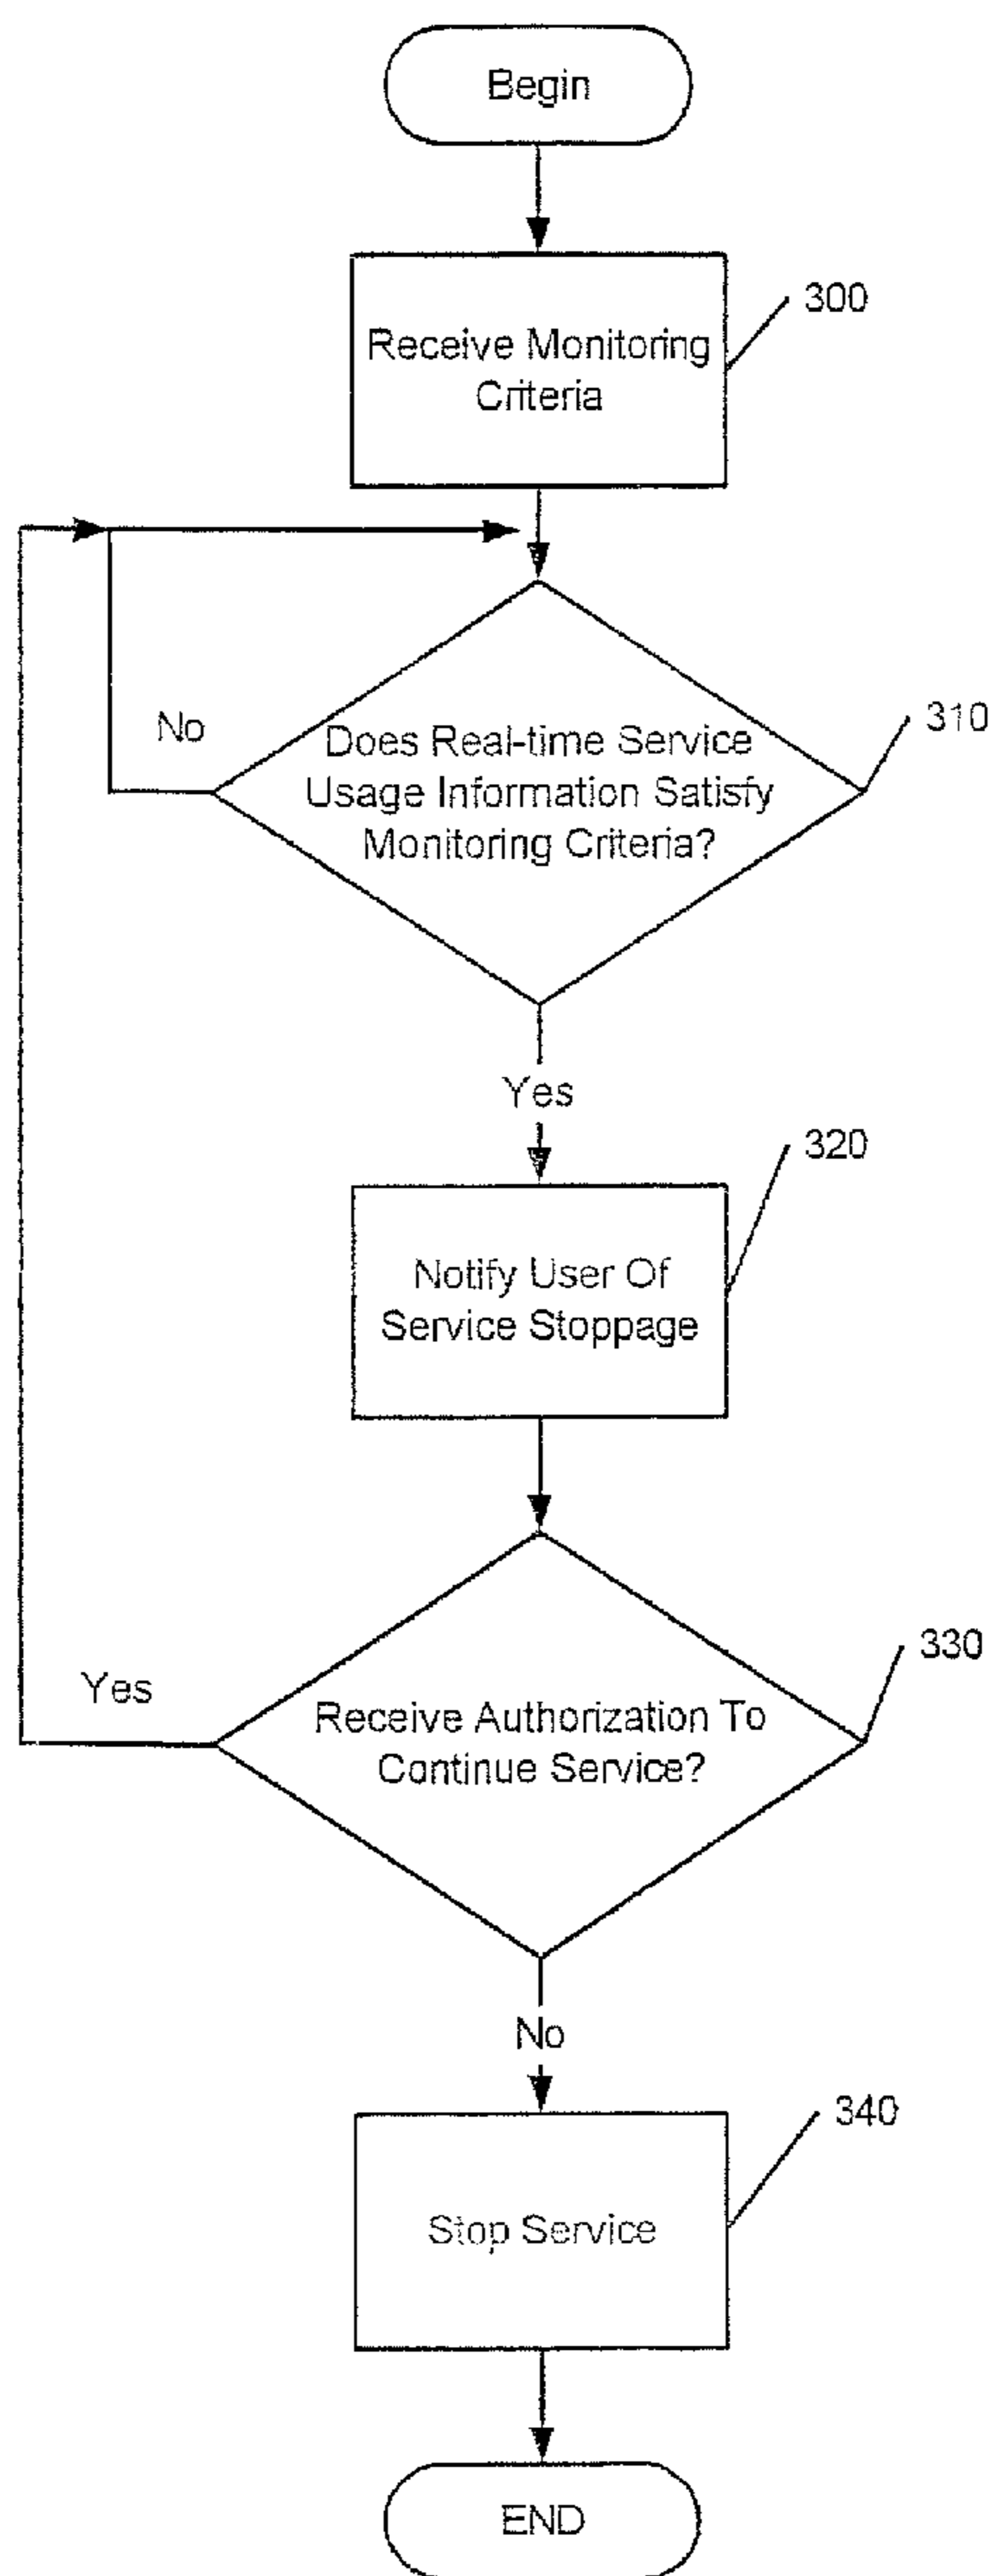 Begin
300
Receive Monitoring
Criteria
310
No
Does Real-time Service
Usage Information Satisfy
Monitoring Criteria?
Yes
320
Notify User Of
Service Stoppage
330
Yes
Receive Authorization To
Continue Service?
No
340
Stop Service
END